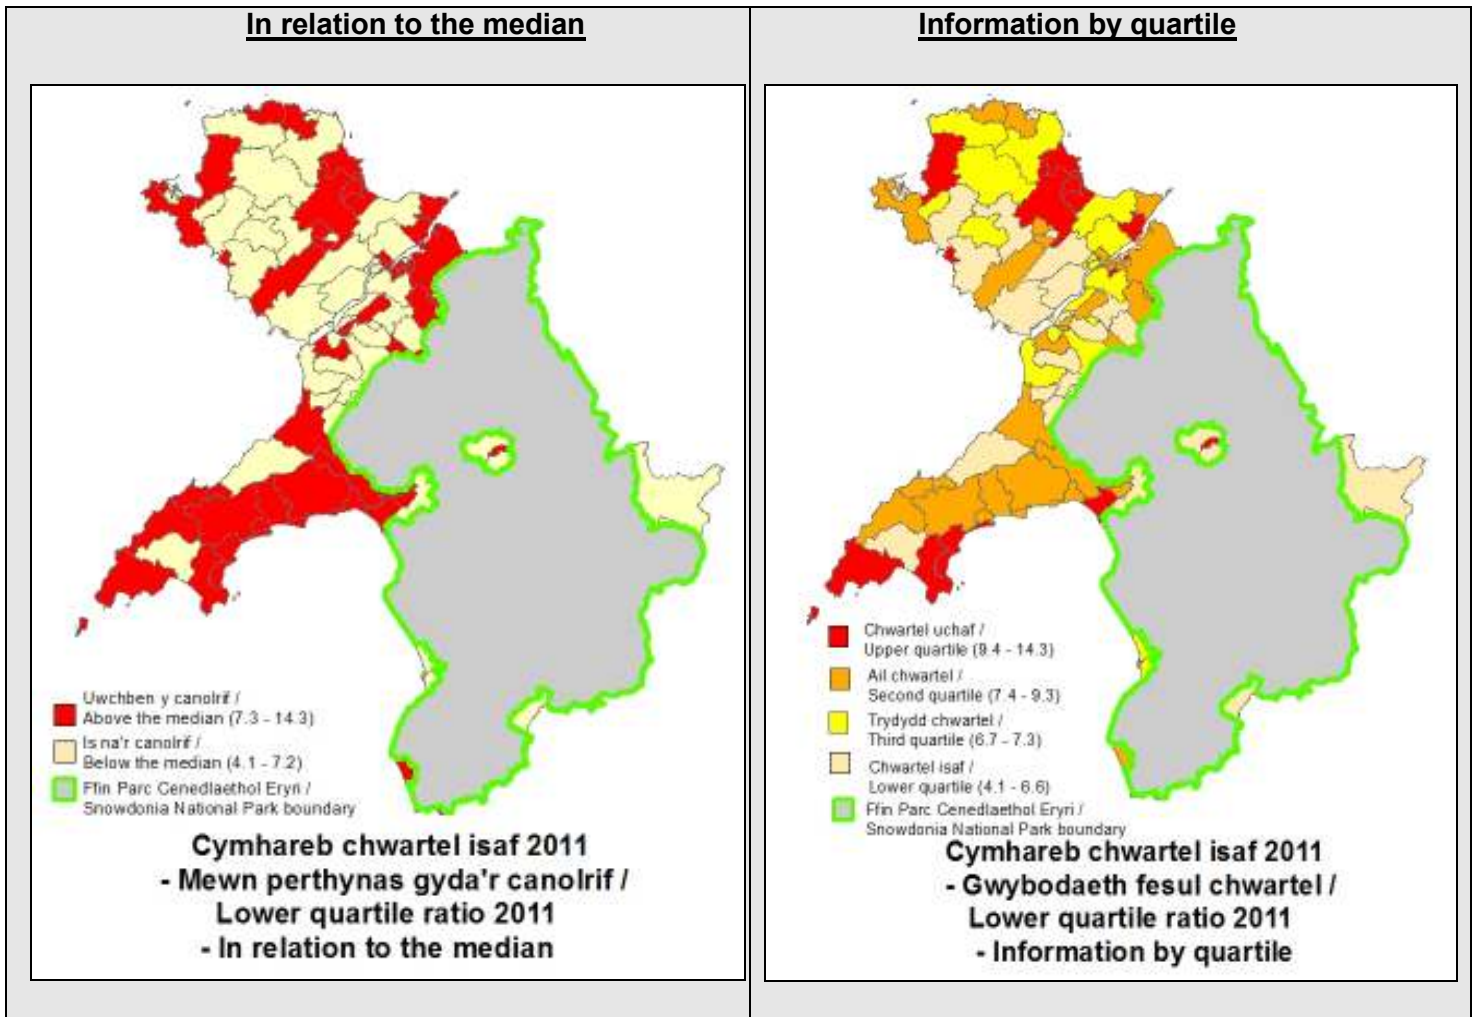 In relation to the median
Uwchben y canolrif /
Above the median (7.3 - 14.3)
Is na'r canolrif /
Below the median (4.1 - 7.2)
Ffin Parc Cenedlaethol Eryri /
Snowdonia National Park boundary
Cymhareb chwartel isaf 2011
- Mewn perthynas gyda'r canolrif /
Lower quartile ratio 2011
- In relation to the median
Information by quartile
Chwartel uchaf /
Upper quartile (9.4 - 14.3)
Ail chwartel /
Second quartile (7.4 - 9.3)
Trydydd chwartel /
Third quartile (6.7 - 7.3)
Chwartel isaf /
Lower quartile (4.1 - 6.6)
Ffin Parc Cenedlaethol Eryri /
Snowdonia National Park boundary
Cymhareb chwartel isaf 2011
- Gwybodaeth fesul chwartel /
Lower quartile ratio 2011
- Information by quartile